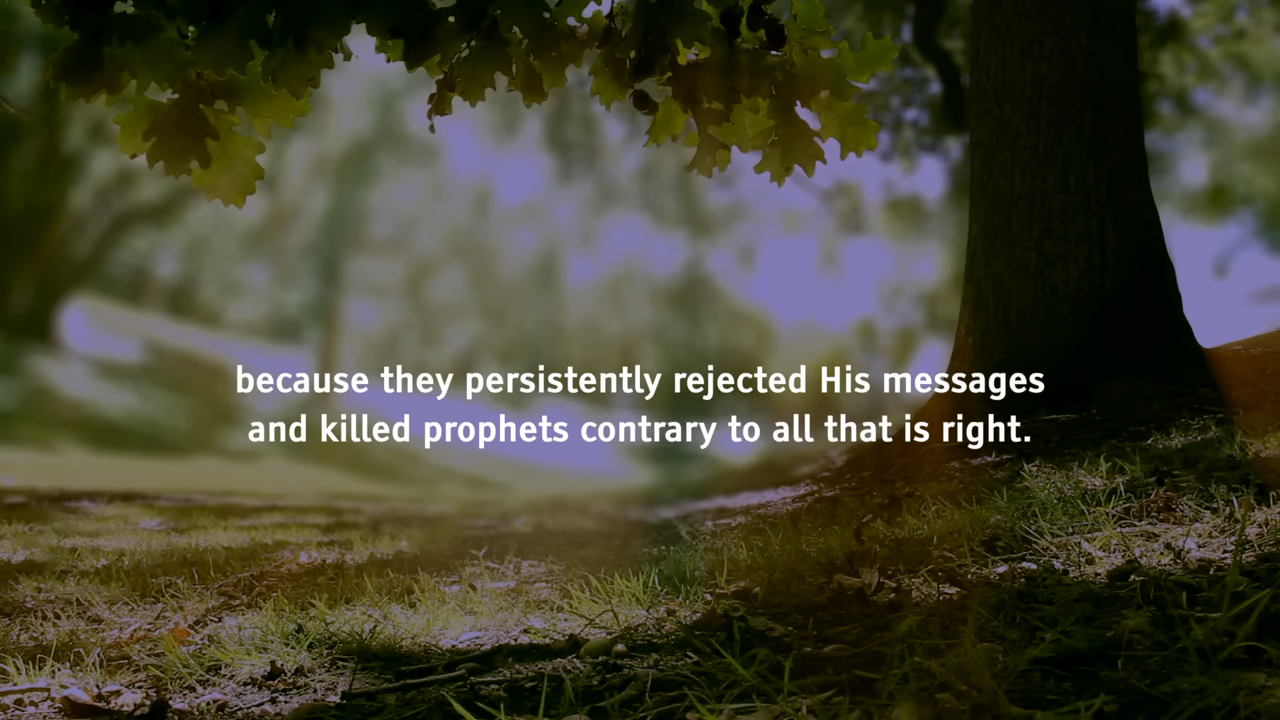 because they persistently rejected His messages
and killed prophets contrary to all that is right.